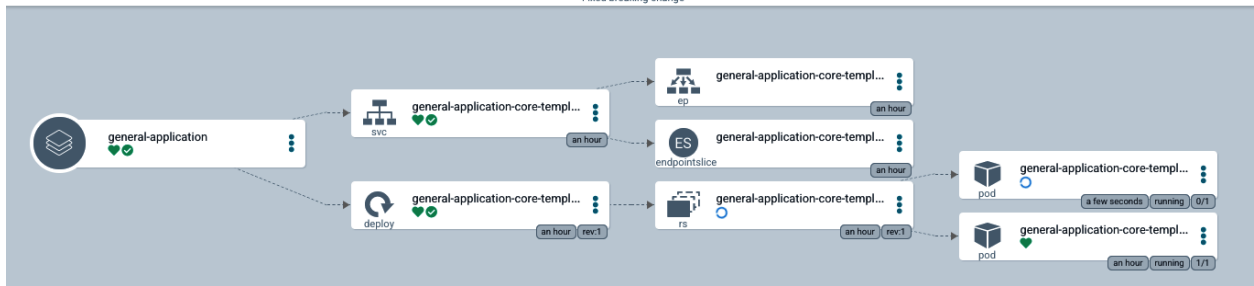 general-application
general-application-core-templ...
svc
an hour
general-application-core-templ...
deploy
an hour rev:1
general-application-core-templ...
ep
an hour
ES
general-application-core-templ...
endpointslice
an hour
general-application-core-templ...
rs
an hour rev:1
general-application-core-templ...
pod
a few seconds running 0/1
general-application-core-templ...
pod
an hour running 1/1